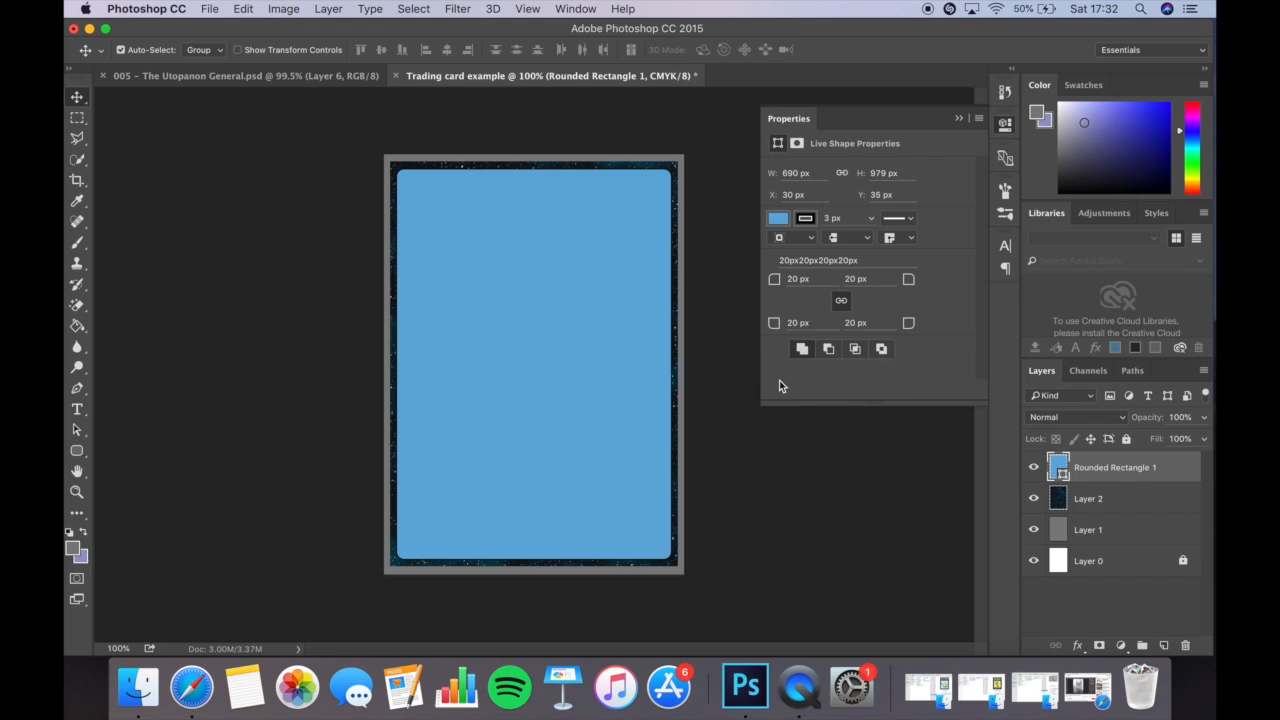 Photoshop CC File Edit Image Layer Type Select Filter 3D View Window Help 50% Sat 17:32
Adobe Photoshop CC 2015
Auto-Select: Group Show Transform Controls 3D Mode: Essentials
005 – The Utopanon General.psd @ 99.5% (Layer 6, RGB/8) Trading card example @ 100% (Rounded Rectangle 1, CMYK/8) *
Color Swatches
Properties
Live Shape Properties
W: 690 px H: 979 px
X: 30 px Y: 35 px
3 px
20px20px20px20px
20 px 20 px
20 px 20 px
Libraries Adjustments Styles
Search Adobe Stock
To use Creative Cloud Libraries,
please install the Creative Cloud
Layers Channels Paths
Kind
Normal Opacity: 100%
Lock: Fill: 100%
Rounded Rectangle 1
Layer 2
Layer 1
Layer 0
100% Doc: 3.00M/3.37M
Ps 6 1